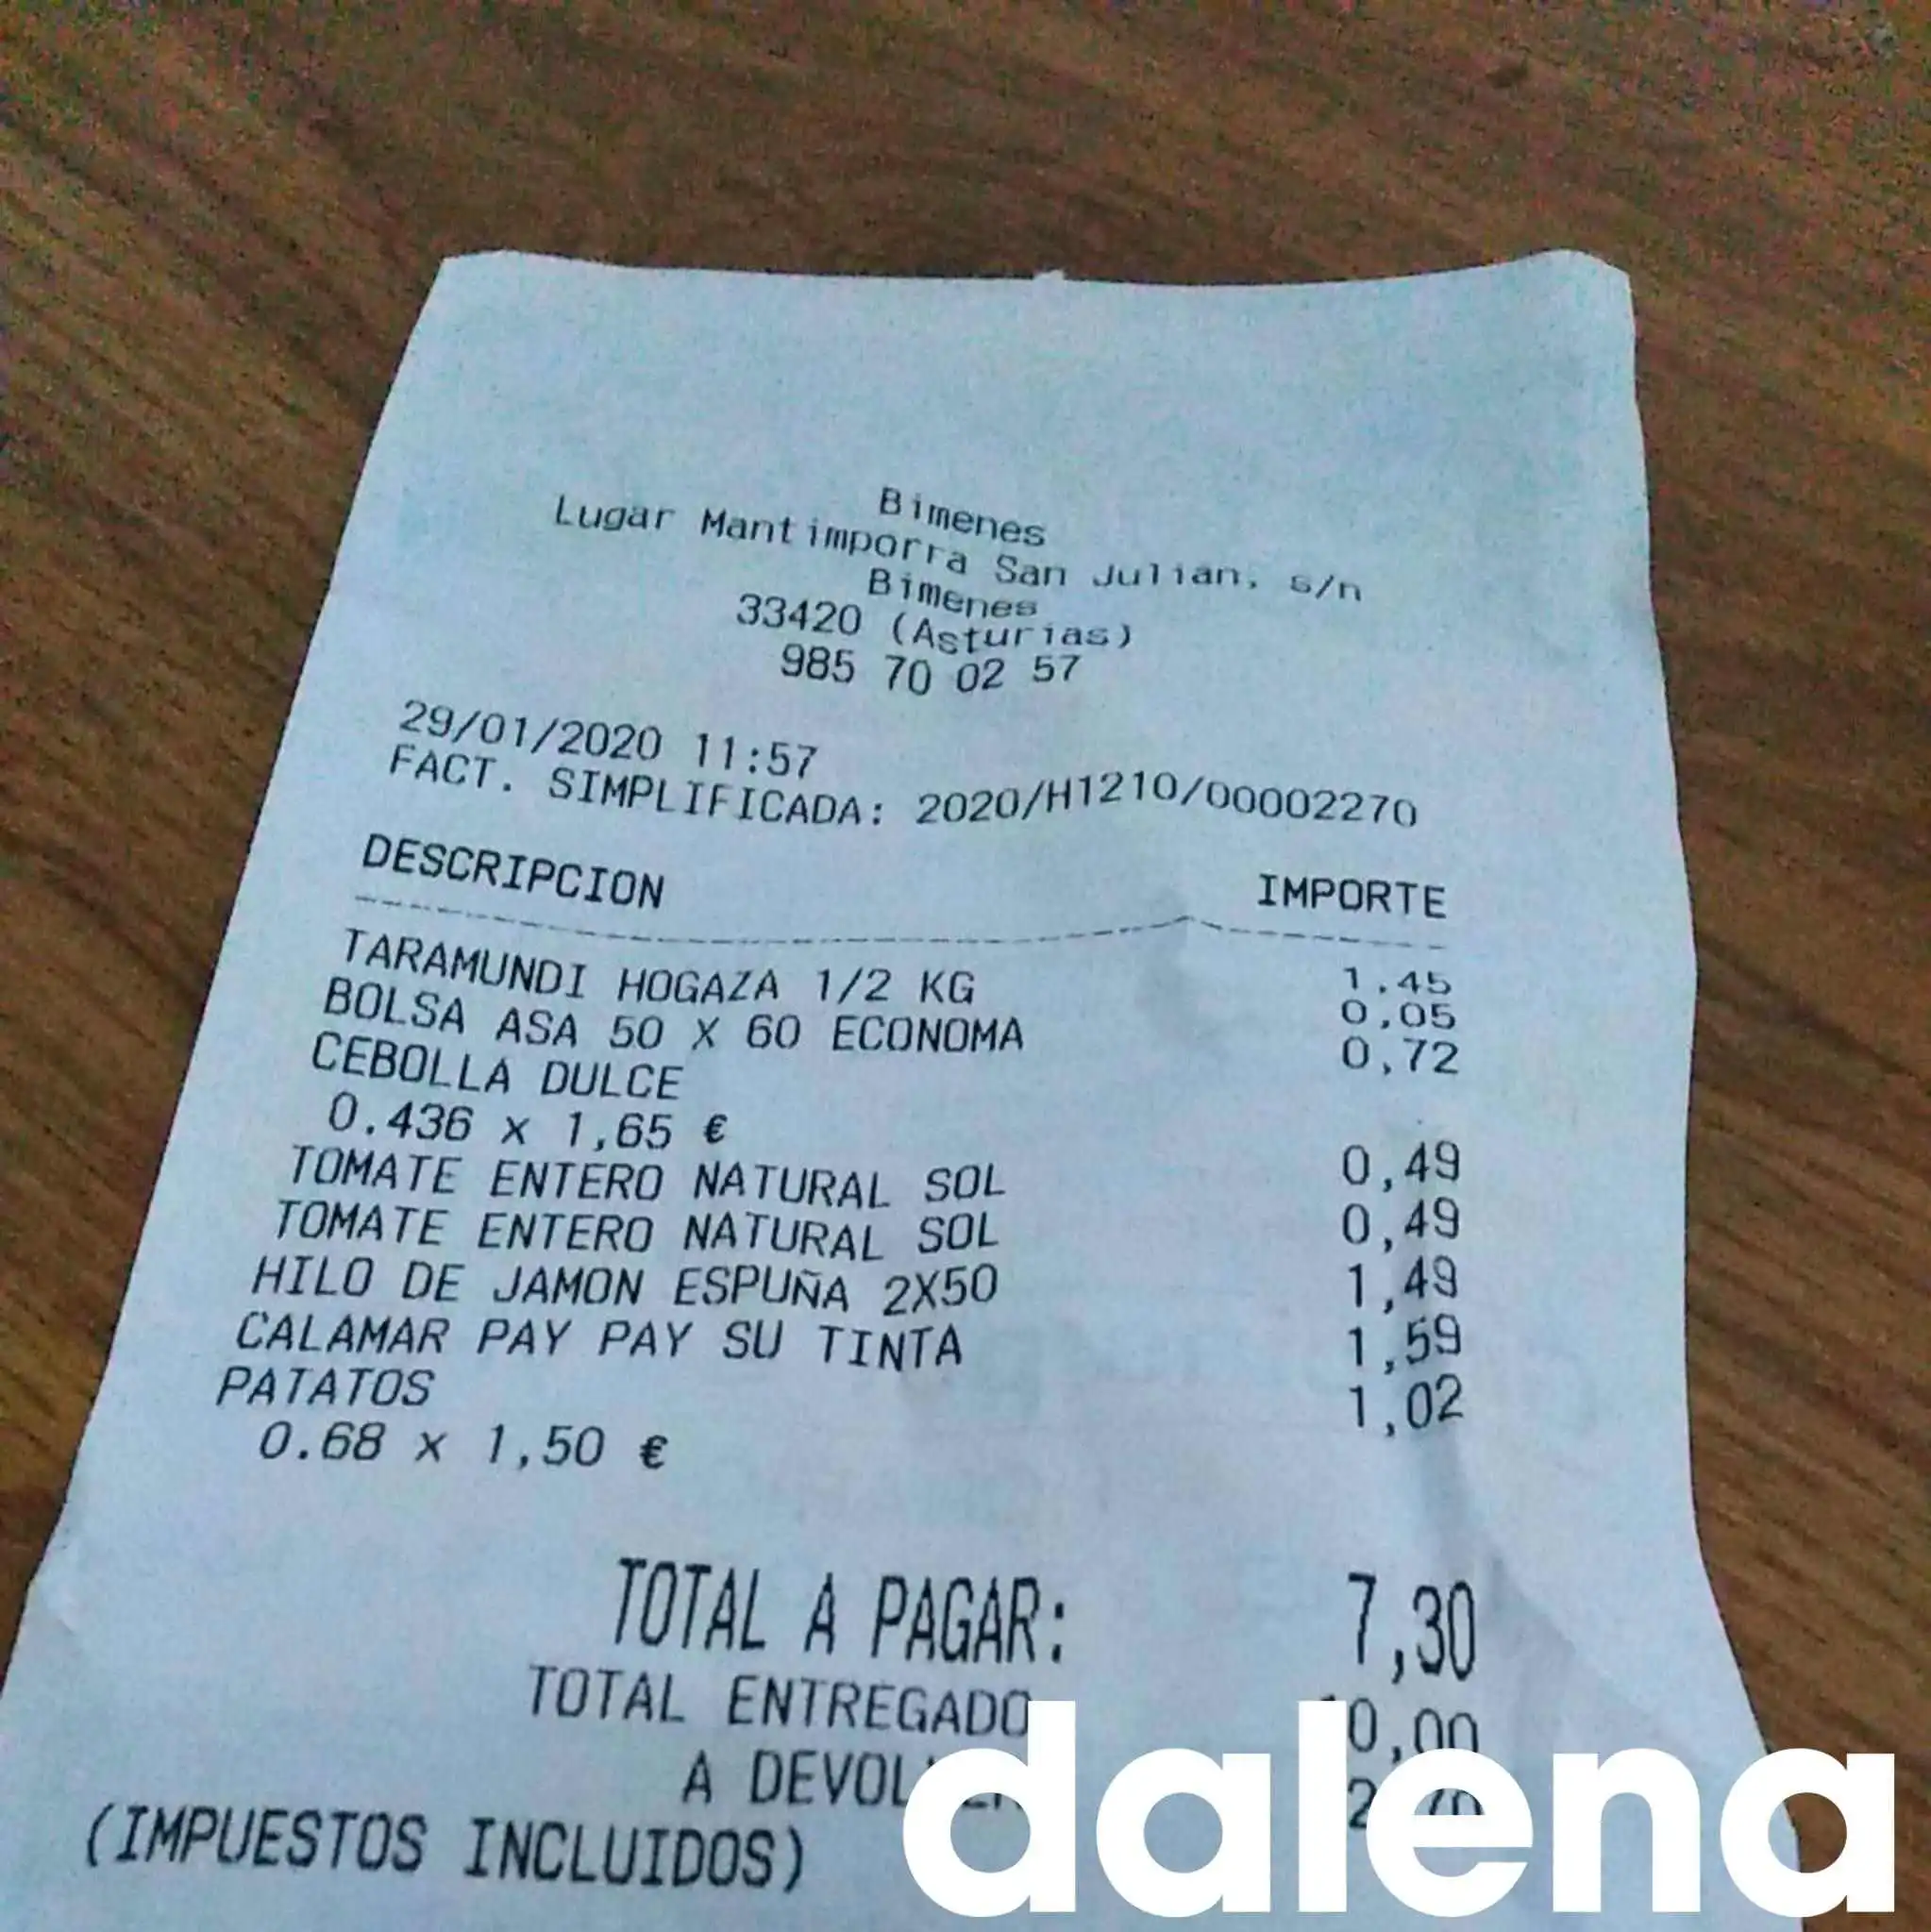 Bimenes
Lugar Mantimporra San Julian, s/n
Bimenes
33420 (Asturias)
985 70 02 57
29/01/2020 11:57
FACT. SIMPLIFICADA: 2020/H1210/00002270
DESCRIPCION IMPORTE
TARAMUNDI HOGAZA 1/2 KG 1,45
BOLSA ASA 50 X 60 ECONOMA 0,05
CEBOLLA DULCE 0,72
0.436 x 1,65 €
TOMATE ENTERO NATURAL SOL 0,49
TOMATE ENTERO NATURAL SOL 0,49
HILO DE JAMON ESPUÑA 2X50 1,49
CALAMAR PAY PAY SU TINTA 1,59
PATATOS 1,02
0.68 x 1,50 €
TOTAL A PAGAR: 7,30
TOTAL ENTREGADO
A
(IMPUESTOS INCLUIDOS)
dalena